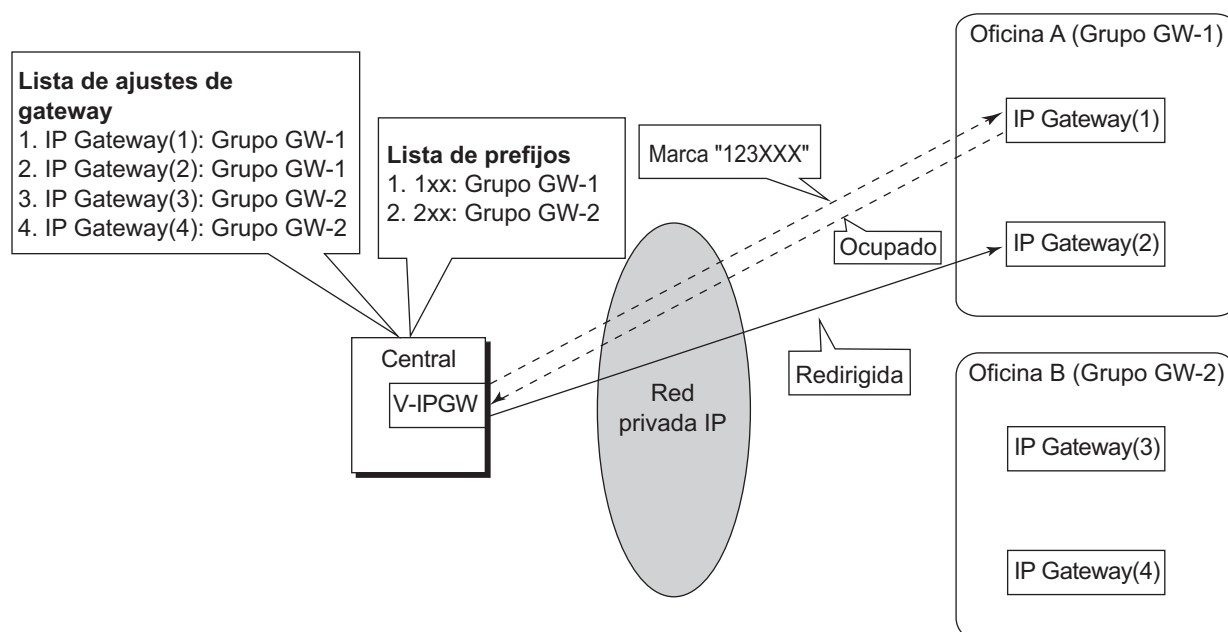 Lista de ajustes de
gateway
1. IP Gateway(1): Grupo GW-1
2. IP Gateway(2): Grupo GW-1
3. IP Gateway(3): Grupo GW-2
4. IP Gateway(4): Grupo GW-2
Lista de prefijos
1. 1xx: Grupo GW-1
2. 2xx: Grupo GW-2
Marca "123XXX"
Ocupado
Redirigida
Central
V-IPGW
Red
privada IP
Oficina A (Grupo GW-1)
IP Gateway(1)
IP Gateway(2)
Oficina B (Grupo GW-2)
IP Gateway(3)
IP Gateway(4)